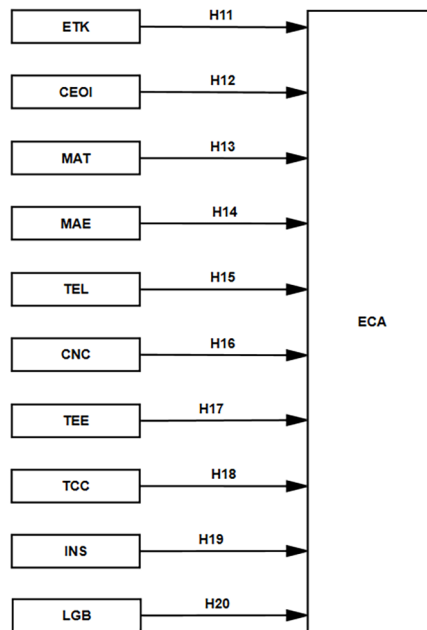 ETK
H11
CEOI
H12
MAT
H13
MAE
H14
TEL
H15
ECA
CNC
H16
TEE
H17
TCC
H18
INS
H19
LGB
H20